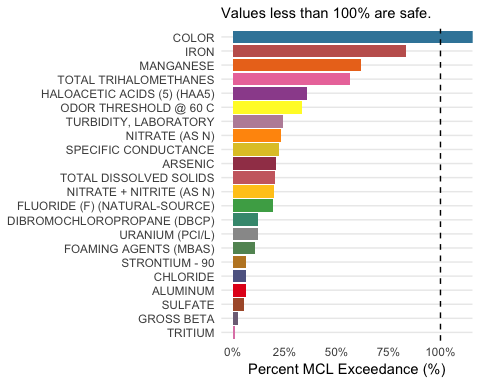 Values less than 100% are safe.
COLOR
IRON
MANGANESE
TOTAL TRIHALOMETHANES
HALOACETIC ACIDS (5) (HAA5)
ODOR THRESHOLD @ 60 C
TURBIDITY, LABORATORY
NITRATE (AS N)
SPECIFIC CONDUCTANCE
ARSENIC
TOTAL DISSOLVED SOLIDS
NITRATE + NITRITE (AS N)
FLUORIDE (F) (NATURAL-SOURCE)
DIBROMOCHLOROPROPANE (DBCP)
URANIUM (PCI/L)
FOAMING AGENTS (MBAS)
STRONTIUM - 90
CHLORIDE
ALUMINUM
SULFATE
GROSS BETA
TRITIUM
0% 25% 50% 75% 100%
Percent MCL Exceedance (%)